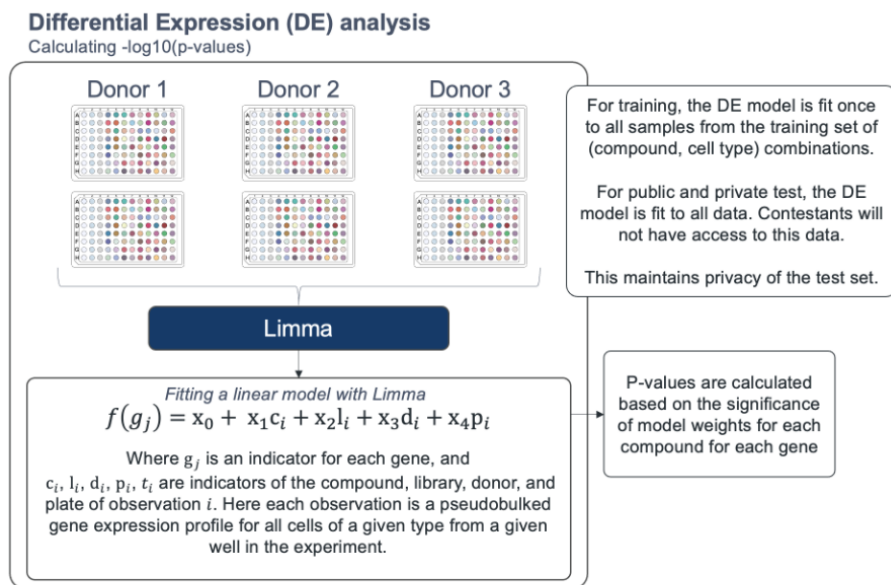 Differential Expression (DE) analysis
Calculating -log10(p-values)
Donor 1
Donor 2
Donor 3
For training, the DE model is fit once
to all samples from the training set of
(compound, cell type) combinations.
For public and private test, the DE
model is fit to all data. Contestants will
not have access to this data.
This maintains privacy of the test set.
Limma
Fitting a linear model with Limma
f(gⱼ) = x₀ + x₁cᵢ + x₂lᵢ + x₃dᵢ + x₄pᵢ
Where gⱼ is an indicator for each gene, and
cᵢ, lᵢ, dᵢ, pᵢ, tᵢ are indicators of the compound, library, donor, and
plate of observation i. Here each observation is a pseudobulked
gene expression profile for all cells of a given type from a given
well in the experiment.
P-values are calculated
based on the significance
of model weights for each
compound for each gene